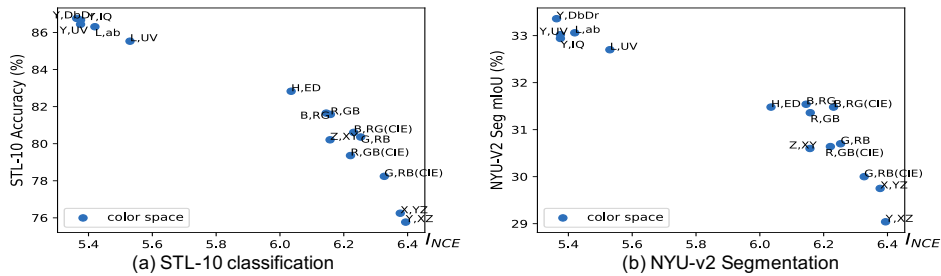 Y,DbDr
Y,IQ
Y,UV
L,ab
L,UV
H,ED
R,GB
B,RG
B,RG(CIE)
Z,XY
G,RB
R,GB(CIE)
G,RB(CIE)
X,YZ
Y,XZ
color space
STL-10 Accuracy (%)
86
84
82
80
78
76
5.4 5.6 5.8 6.0 6.2 6.4
I_NCE
(a) STL-10 classification
Y,DbDr
Y,UV
L,ab
Y,IQ
L,UV
H,ED
B,RG
B,RG(CIE)
R,GB
Z,XY
G,RB
R,GB(CIE)
G,RB(CIE)
X,YZ
Y,XZ
color space
NYU-V2 Seg mIoU (%)
33
32
31
30
29
5.4 5.6 5.8 6.0 6.2 6.4
I_NCE
(b) NYU-v2 Segmentation